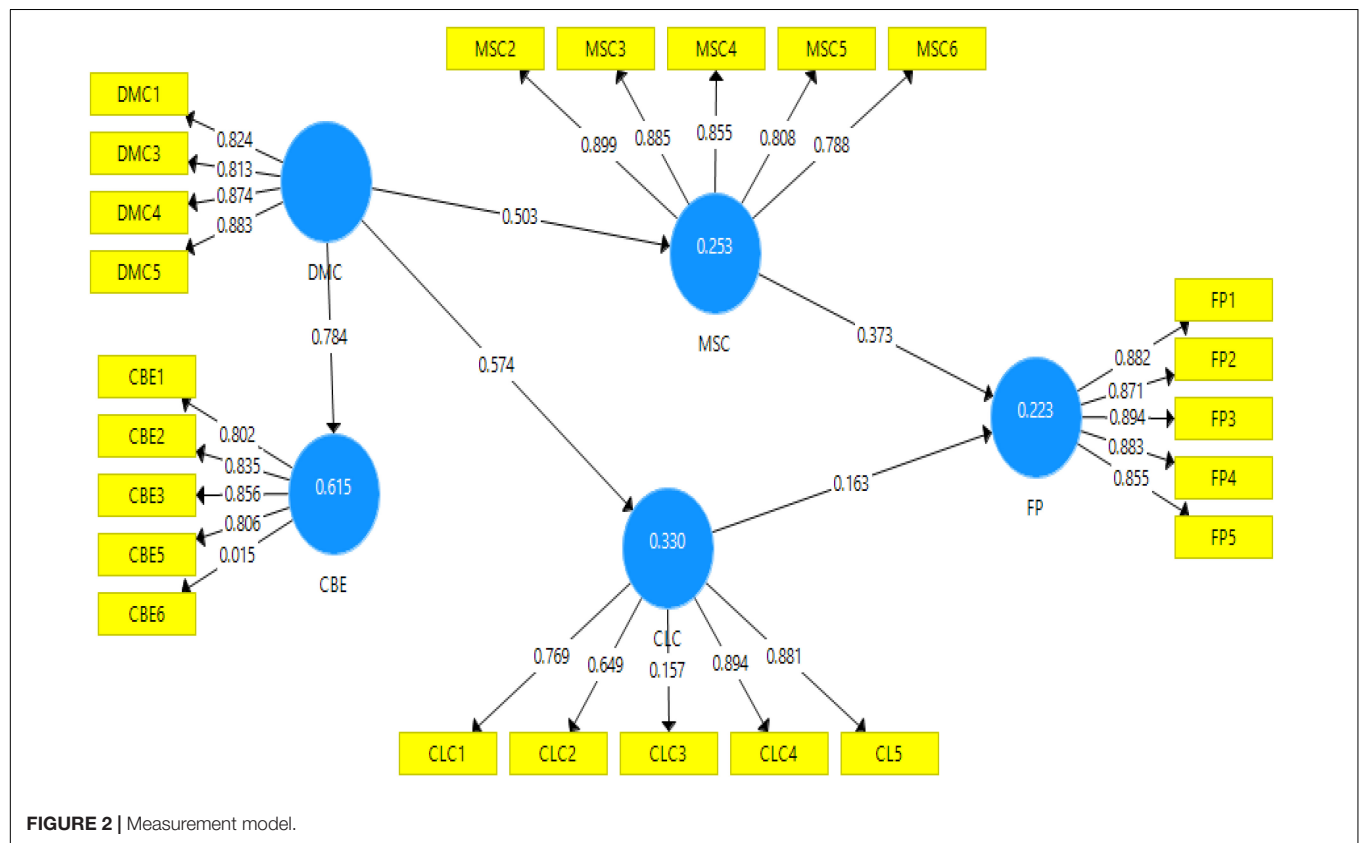 MSC2 MSC3 MSC4 MSC5 MSC6
0.899 0.885 0.855 0.808 0.788
DMC1
DMC3
DMC4
DMC5
0.824
0.813
0.874
0.883
DMC
0.503
0.253
MSC
0.784
0.574
0.373
CBE1
CBE2
CBE3
CBE5
CBE6
0.802
0.835
0.856
0.806
0.015
0.615
CBE
0.330
CLC
0.163
0.223
FP
0.882
0.871
0.894
0.883
0.855
FP1
FP2
FP3
FP4
FP5
0.769 0.649 0.157 0.894 0.881
CLC1 CLC2 CLC3 CLC4 CL5
FIGURE 2 | Measurement model.